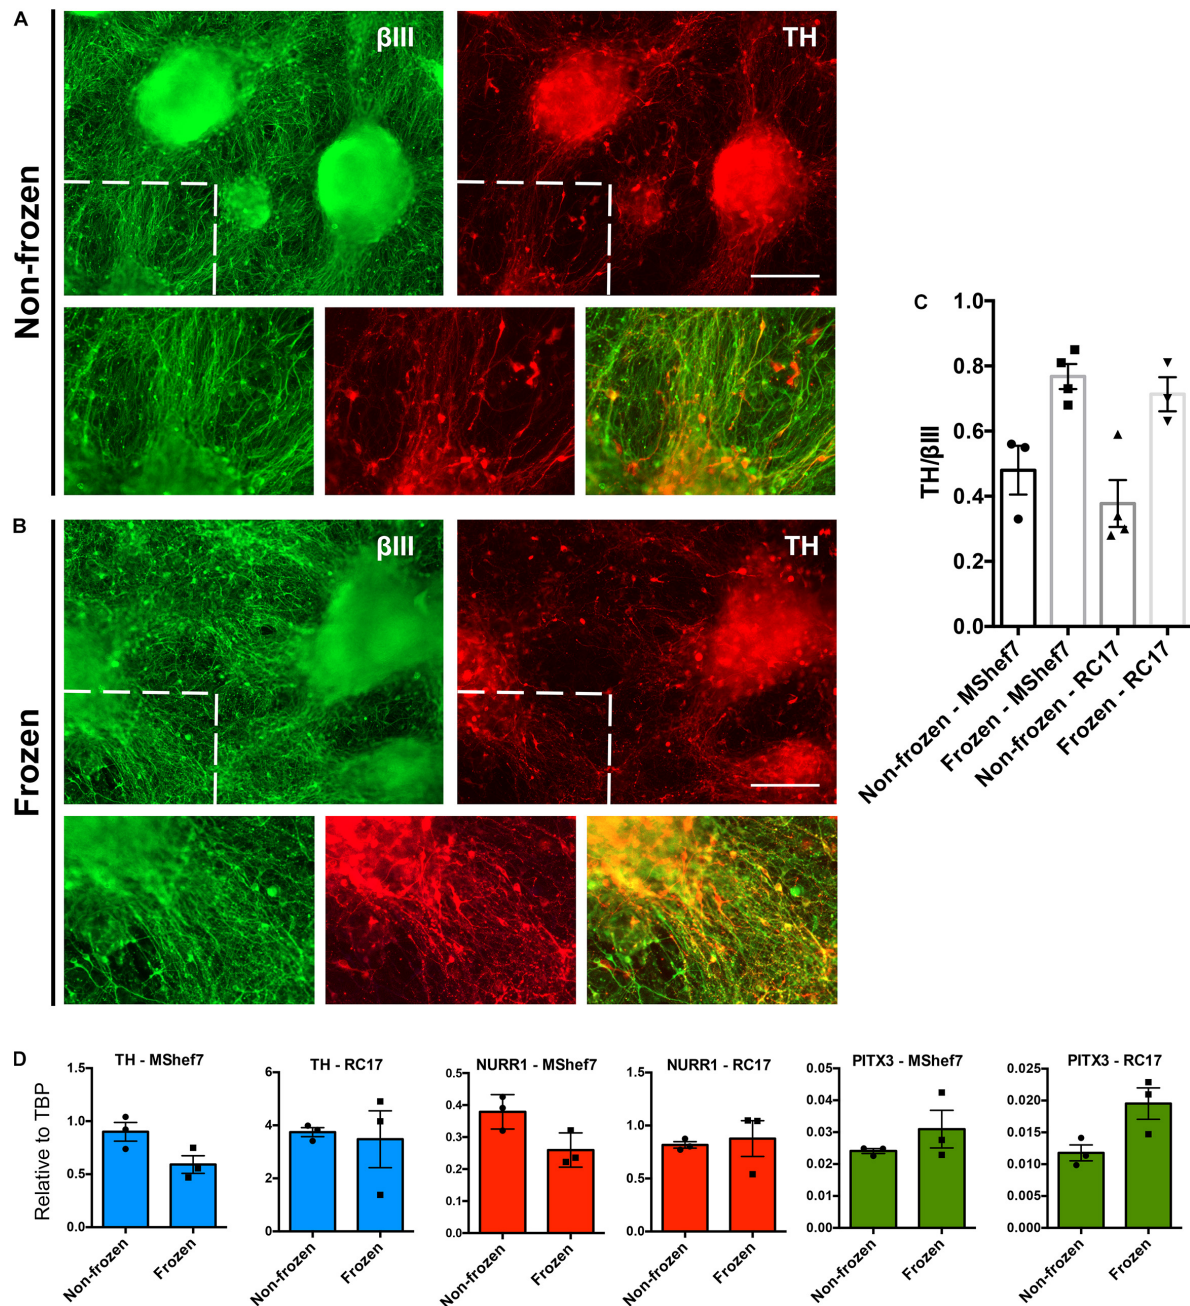 A
βIII
TH
Non-frozen
B
βIII
TH
Frozen
C
1.0
0.8
0.6
0.4
0.2
0.0
TH/βIII
Non-frozen - MShef7
Frozen - MShef7
Non-frozen - RC17
Frozen - RC17
D
Relative to TBP
TH - MShef7
1.5
1.0
0.5
0.0
Non-frozen
Frozen
TH - RC17
6
4
2
0
Non-frozen
Frozen
NURR1 - MShef7
0.5
0.4
0.3
0.2
0.1
0.0
Non-frozen
Frozen
NURR1 - RC17
1.5
1.0
0.5
0.0
Non-frozen
Frozen
PITX3 - MShef7
0.05
0.04
0.03
0.02
0.01
0.00
Non-frozen
Frozen
PITX3 - RC17
0.025
0.020
0.015
0.010
0.005
0.000
Non-frozen
Frozen